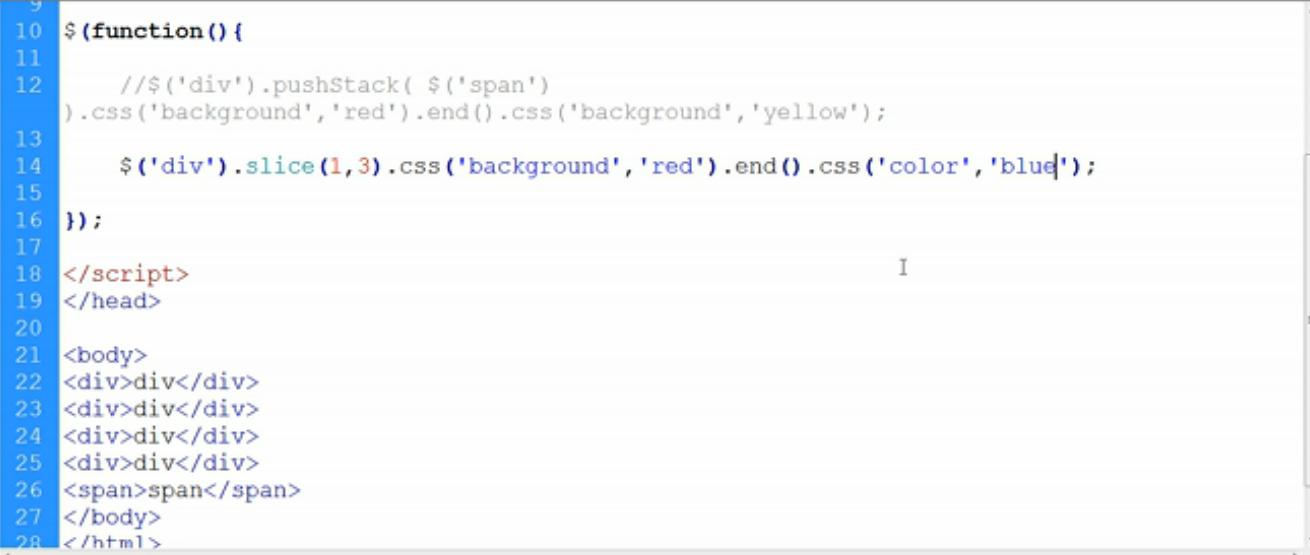 9
10 $(function(){
11
12 //$('div').pushStack( $('span')
).css('background','red').end().css('background','yellow');
13
14 $('div').slice(1,3).css('background','red').end().css('color','blue');
15
16 });
17
18 </script>
19 </head>
20
21 <body>
22 <div>div</div>
23 <div>div</div>
24 <div>div</div>
25 <div>div</div>
26 <span>span</span>
27 </body>
28 </html>